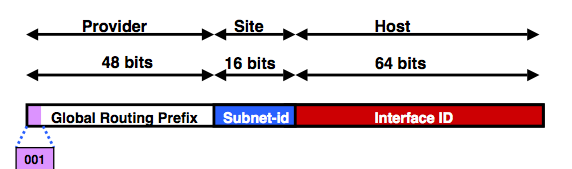 Provider Site Host
48 bits 16 bits 64 bits
Global Routing Prefix Subnet-id Interface ID
001